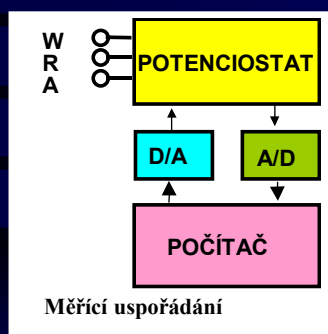 W
R
A
POTENCIOSTAT
D/A
A/D
POČÍTAČ
Měřící uspořádání